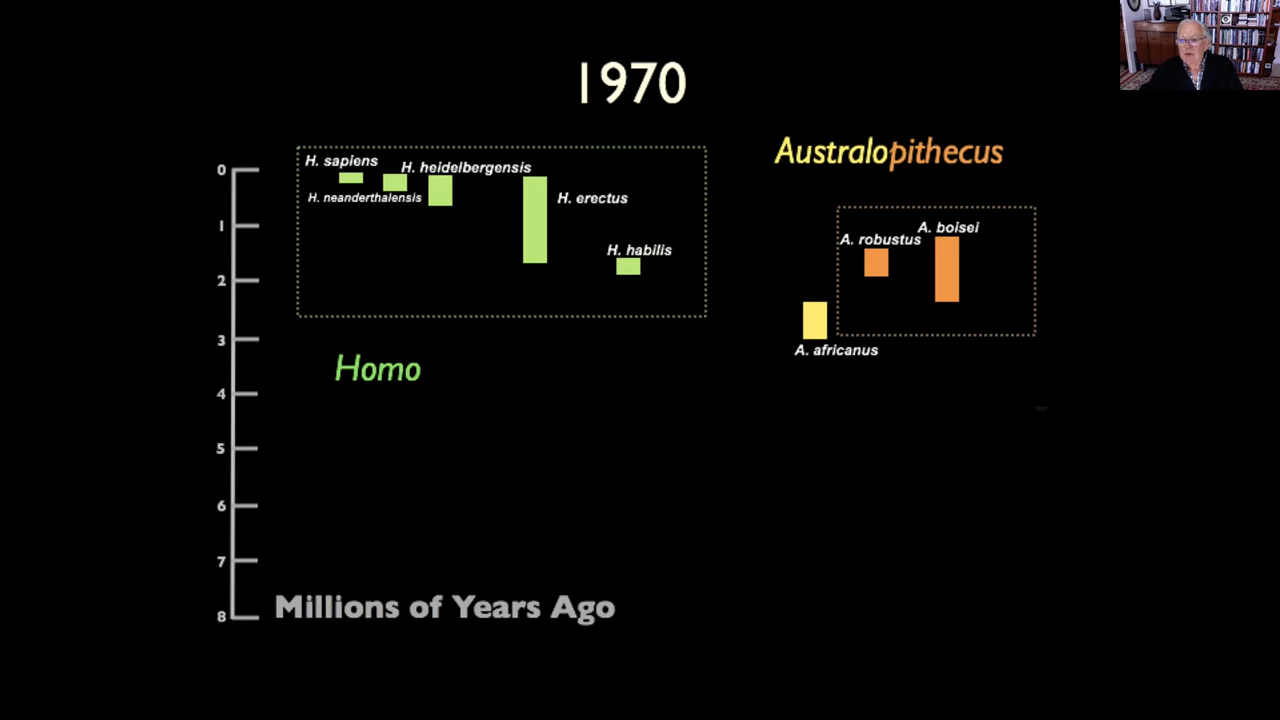 1970
Australopithecus
H. sapiens
H. heidelbergensis
H. neanderthalensis
H. erectus
H. habilis
A. boisei
A. robustus
A. africanus
Homo
0
1
2
3
4
5
6
7
8
Millions of Years Ago